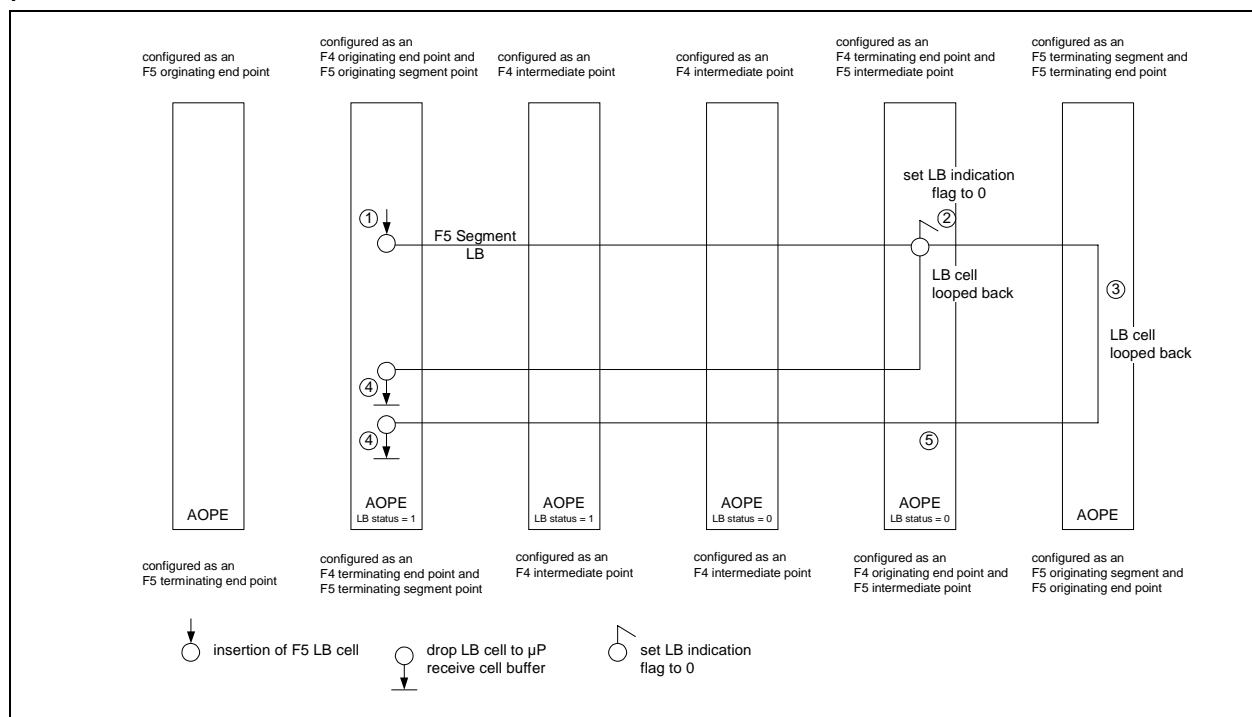 configured as an
F5 orginating end point
configured as an
F4 originating end point and
F5 originating segment point
configured as an
F4 intermediate point
configured as an
F4 intermediate point
configured as an
F4 terminating end point and
F5 intermediate point
configured as an
F5 terminating segment and
F5 terminating end point
set LB indication
flag to 0
1
2
F5 Segment
LB
LB cell
looped back
3
LB cell
looped back
4
4
5
AOPE
AOPE
LB status = 1
AOPE
LB status = 1
AOPE
LB status = 0
AOPE
LB status = 0
AOPE
configured as an
F5 terminating end point
configured as an
F4 terminating end point and
F5 terminating segment point
configured as an
F4 intermediate point
configured as an
F4 intermediate point
configured as an
F4 originating end point and
F5 intermediate point
configured as an
F5 originating segment and
F5 originating end point
insertion of F5 LB cell
drop LB cell to µP
receive cell buffer
set LB indication
flag to 0